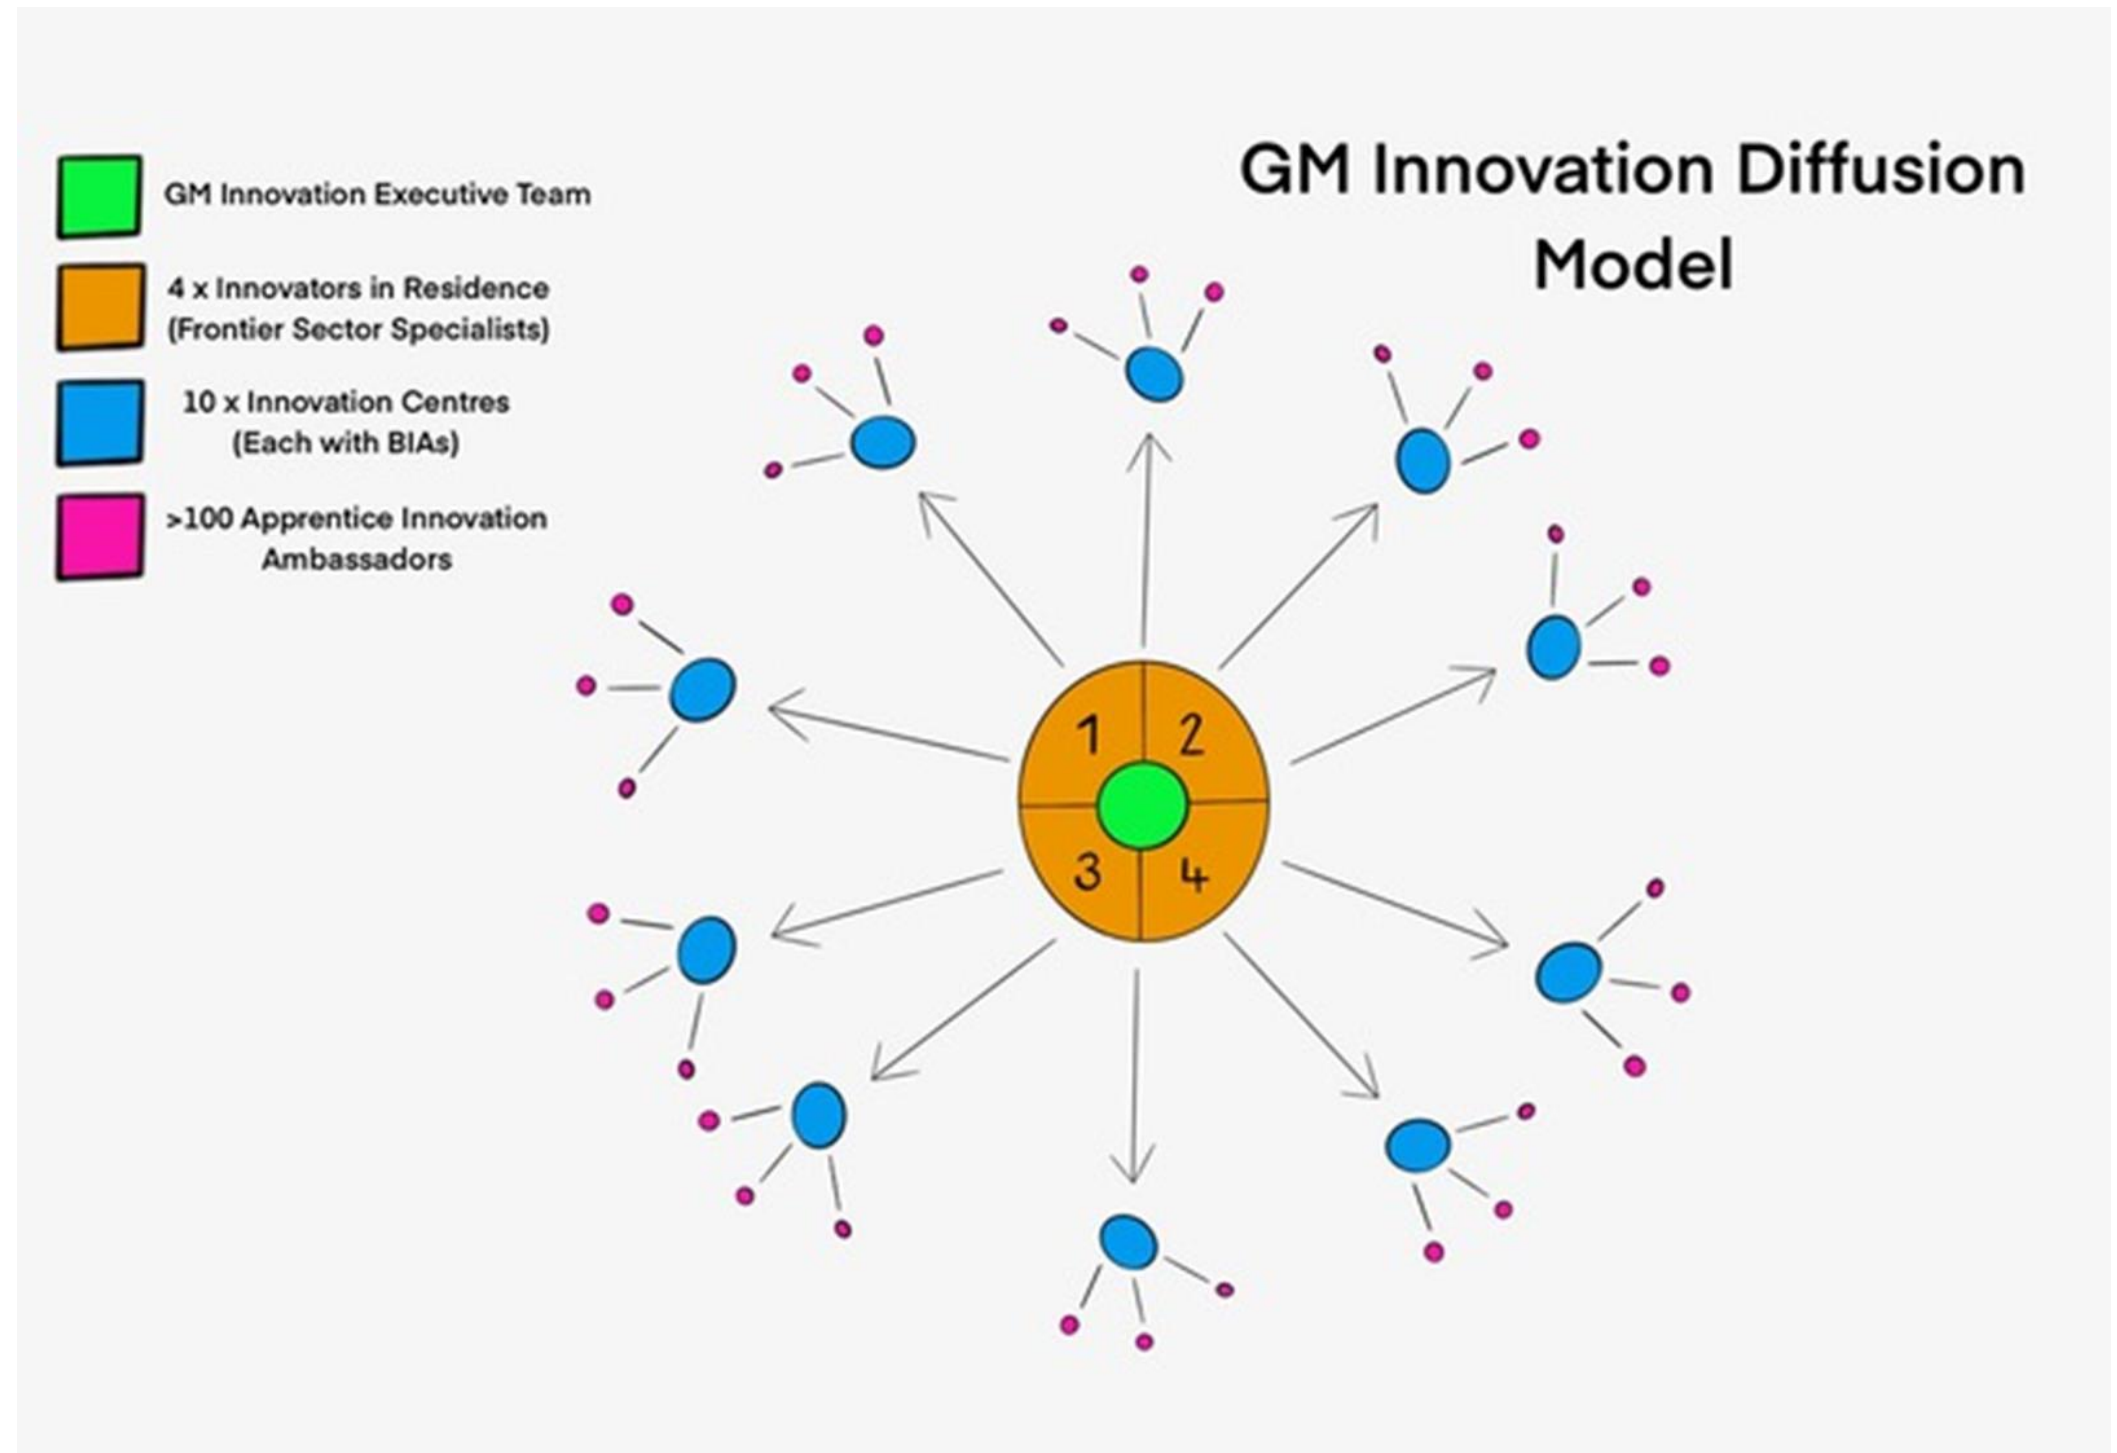 GM Innovation Diffusion
Model
GM Innovation Executive Team
4 x Innovators in Residence
(Frontier Sector Specialists)
10 x Innovation Centres
(Each with BIAs)
>100 Apprentice Innovation
Ambassadors
1
2
3
4